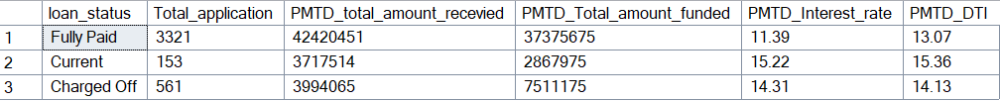 loan_status Total_application PMTD_total_amount_recevied PMTD_Total_amount_funded PMTD_Interest_rate PMTD_DTI
1 Fully Paid 3321 42420451 37375675 11.39 13.07
2 Current 153 3717514 2867975 15.22 15.36
3 Charged Off 561 3994065 7511175 14.31 14.13